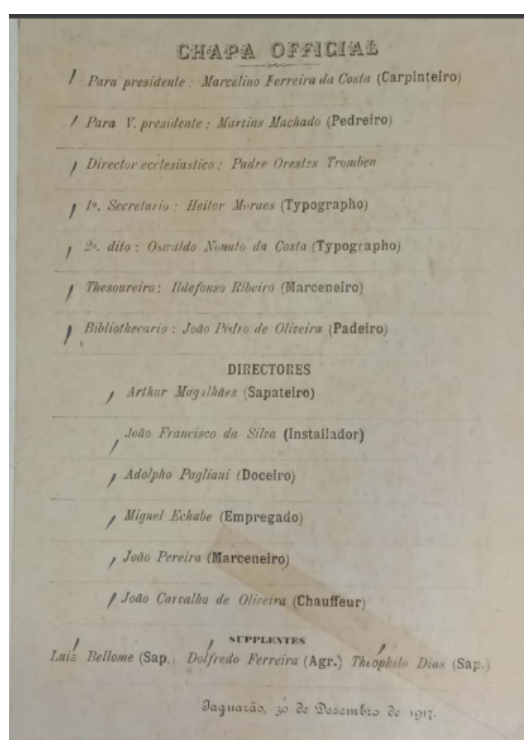 CHAPA OFFICIAL
Para presidente : Marcelino Ferreira da Costa (Carpinteiro)
Para V. presidente : Martins Machado (Pedreiro)
Director ecclesiastico : Padre Orestes Tromben
1º. Secretario : Heitor Moraes (Typographo)
2º. dito : Oswaldo Nonato da Costa (Typographo)
Thesoureiro : Ildefonso Ribeiro (Marceneiro)
Bibliothecario : João Pedro de Oliveira (Padeiro)
DIRECTORES
Arthur Magalhães (Sapateiro)
João Francisco da Silva (Installador)
Adolpho Pagliani (Doceiro)
Miguel Echabe (Empregado)
João Pereira (Marceneiro)
João Carvalho de Oliveira (Chauffeur)
SUPPLENTES
Luiz Bellome (Sap.) Dolfredo Ferreira (Agr.) Théophilo Dias (Sap.)
Jaguarão, 30 de Desembro de 1917.